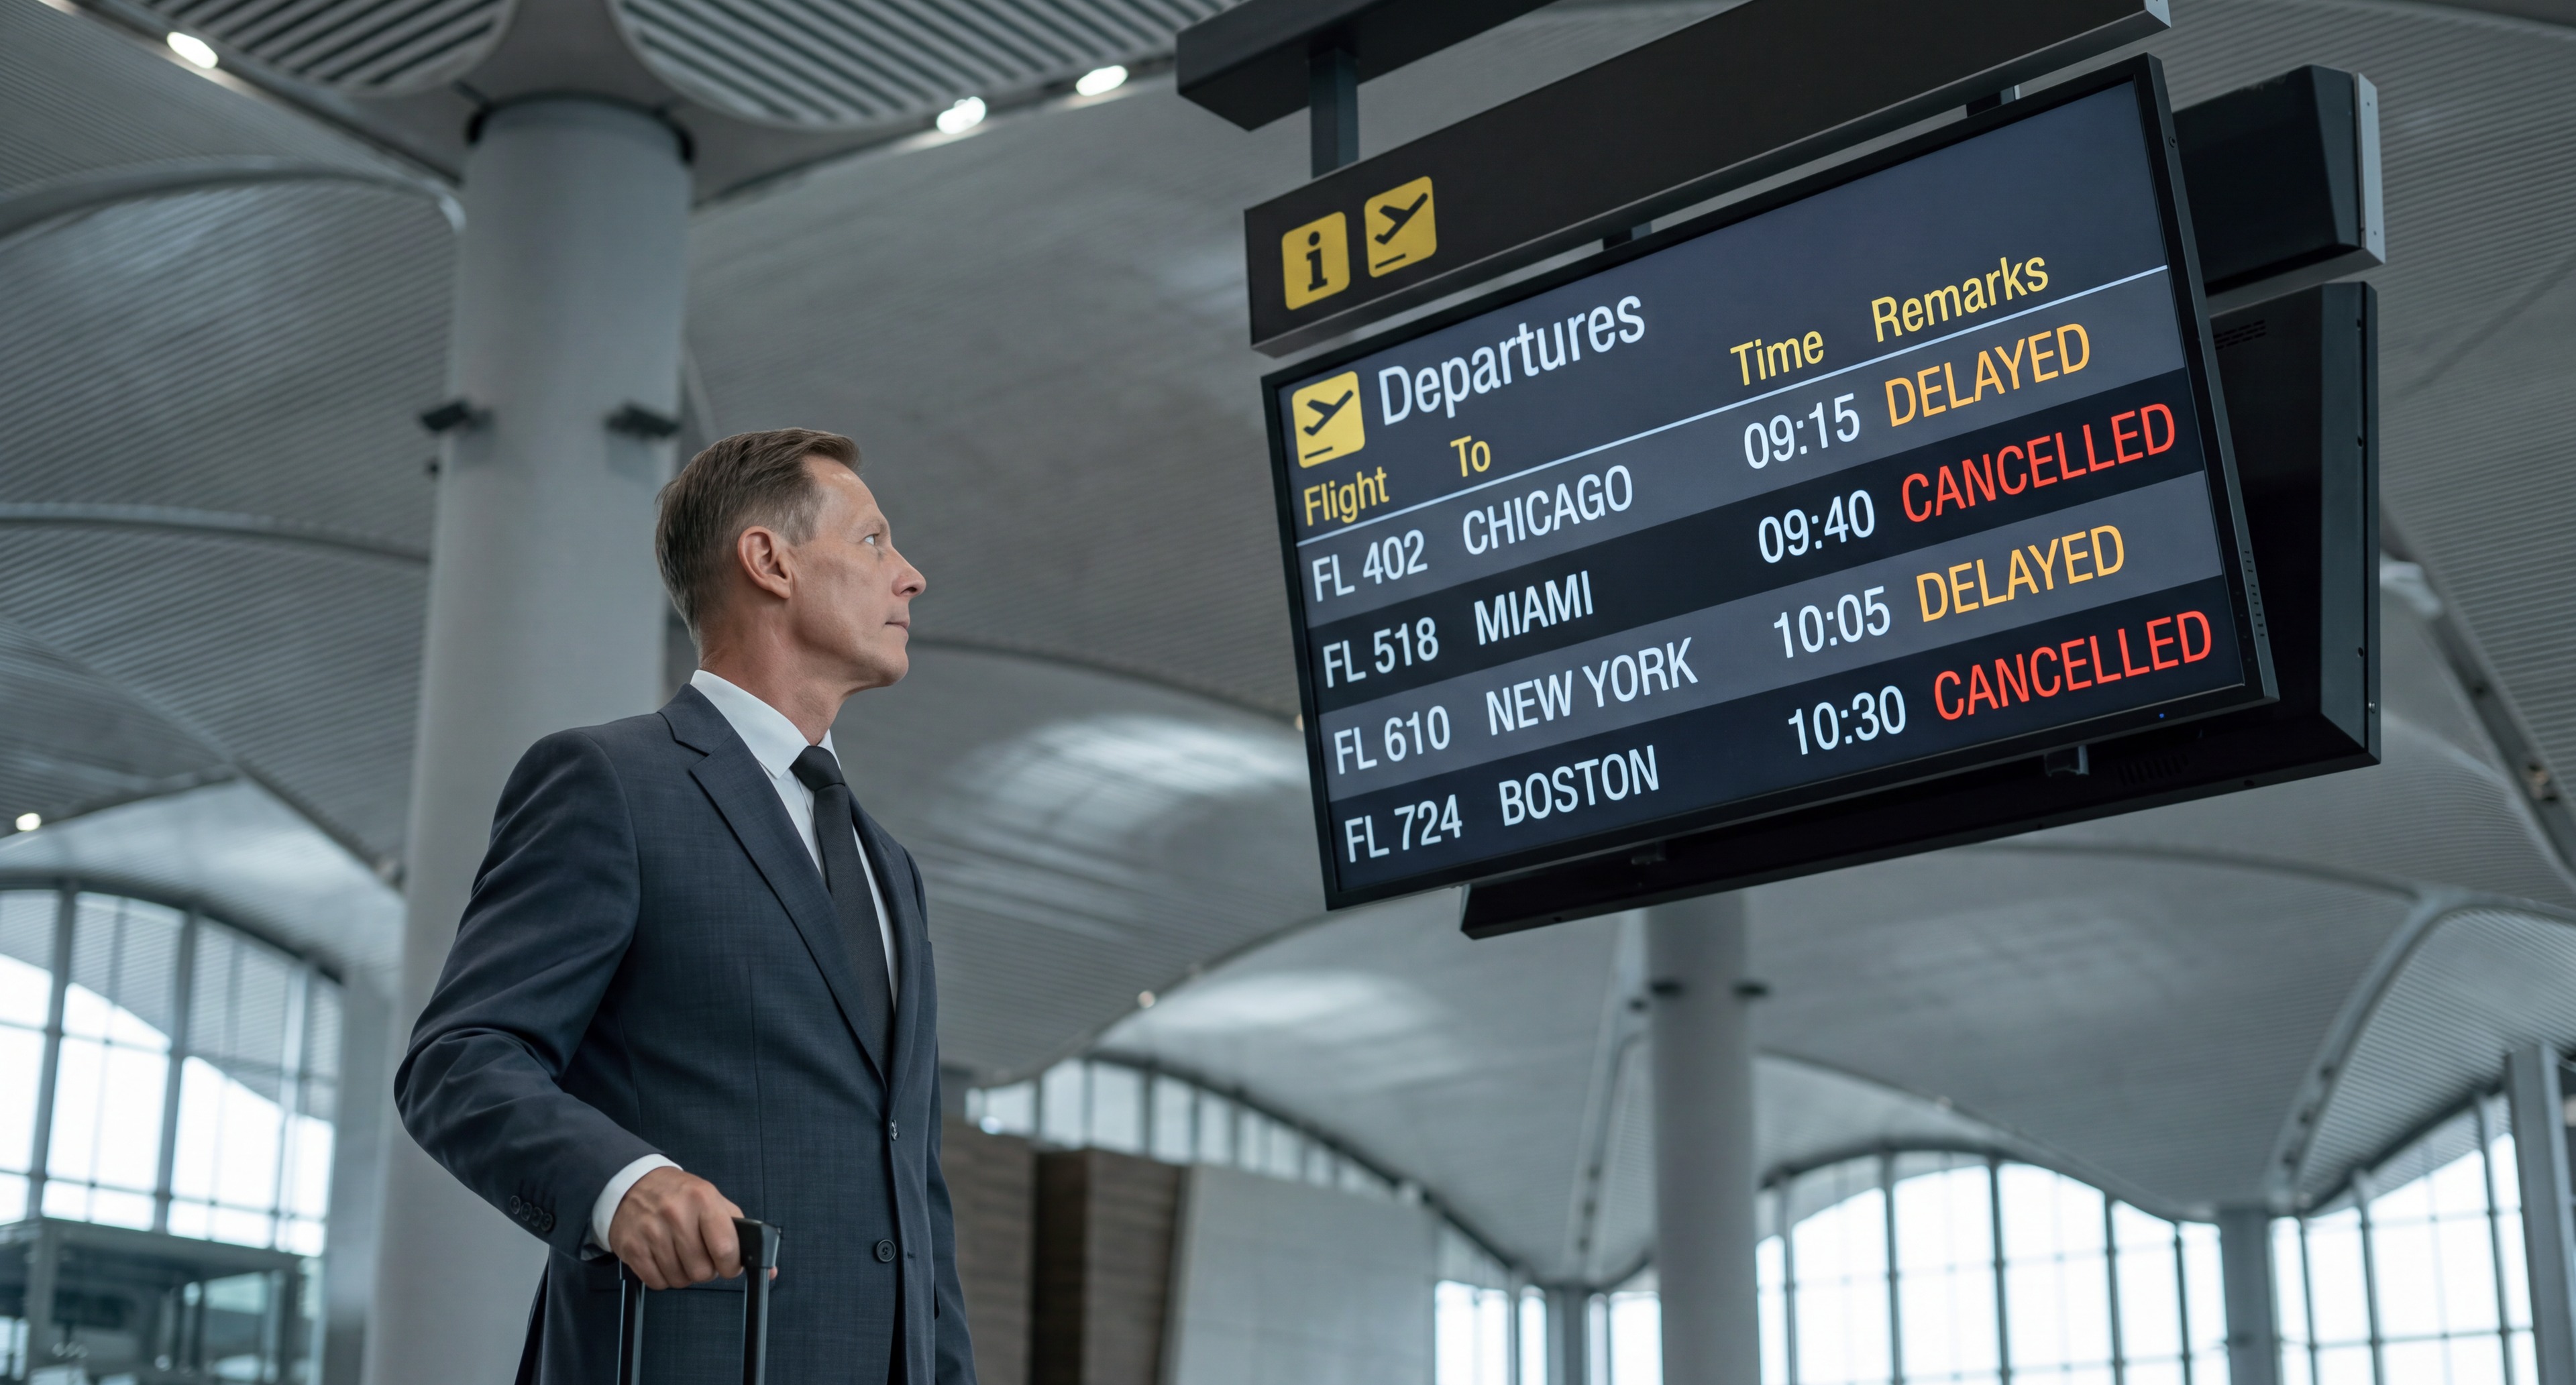 i
Departures
Flight To Time Remarks
FL 402 CHICAGO 09:15 DELAYED
FL 518 MIAMI 09:40 CANCELLED
FL 610 NEW YORK 10:05 DELAYED
FL 724 BOSTON 10:30 CANCELLED